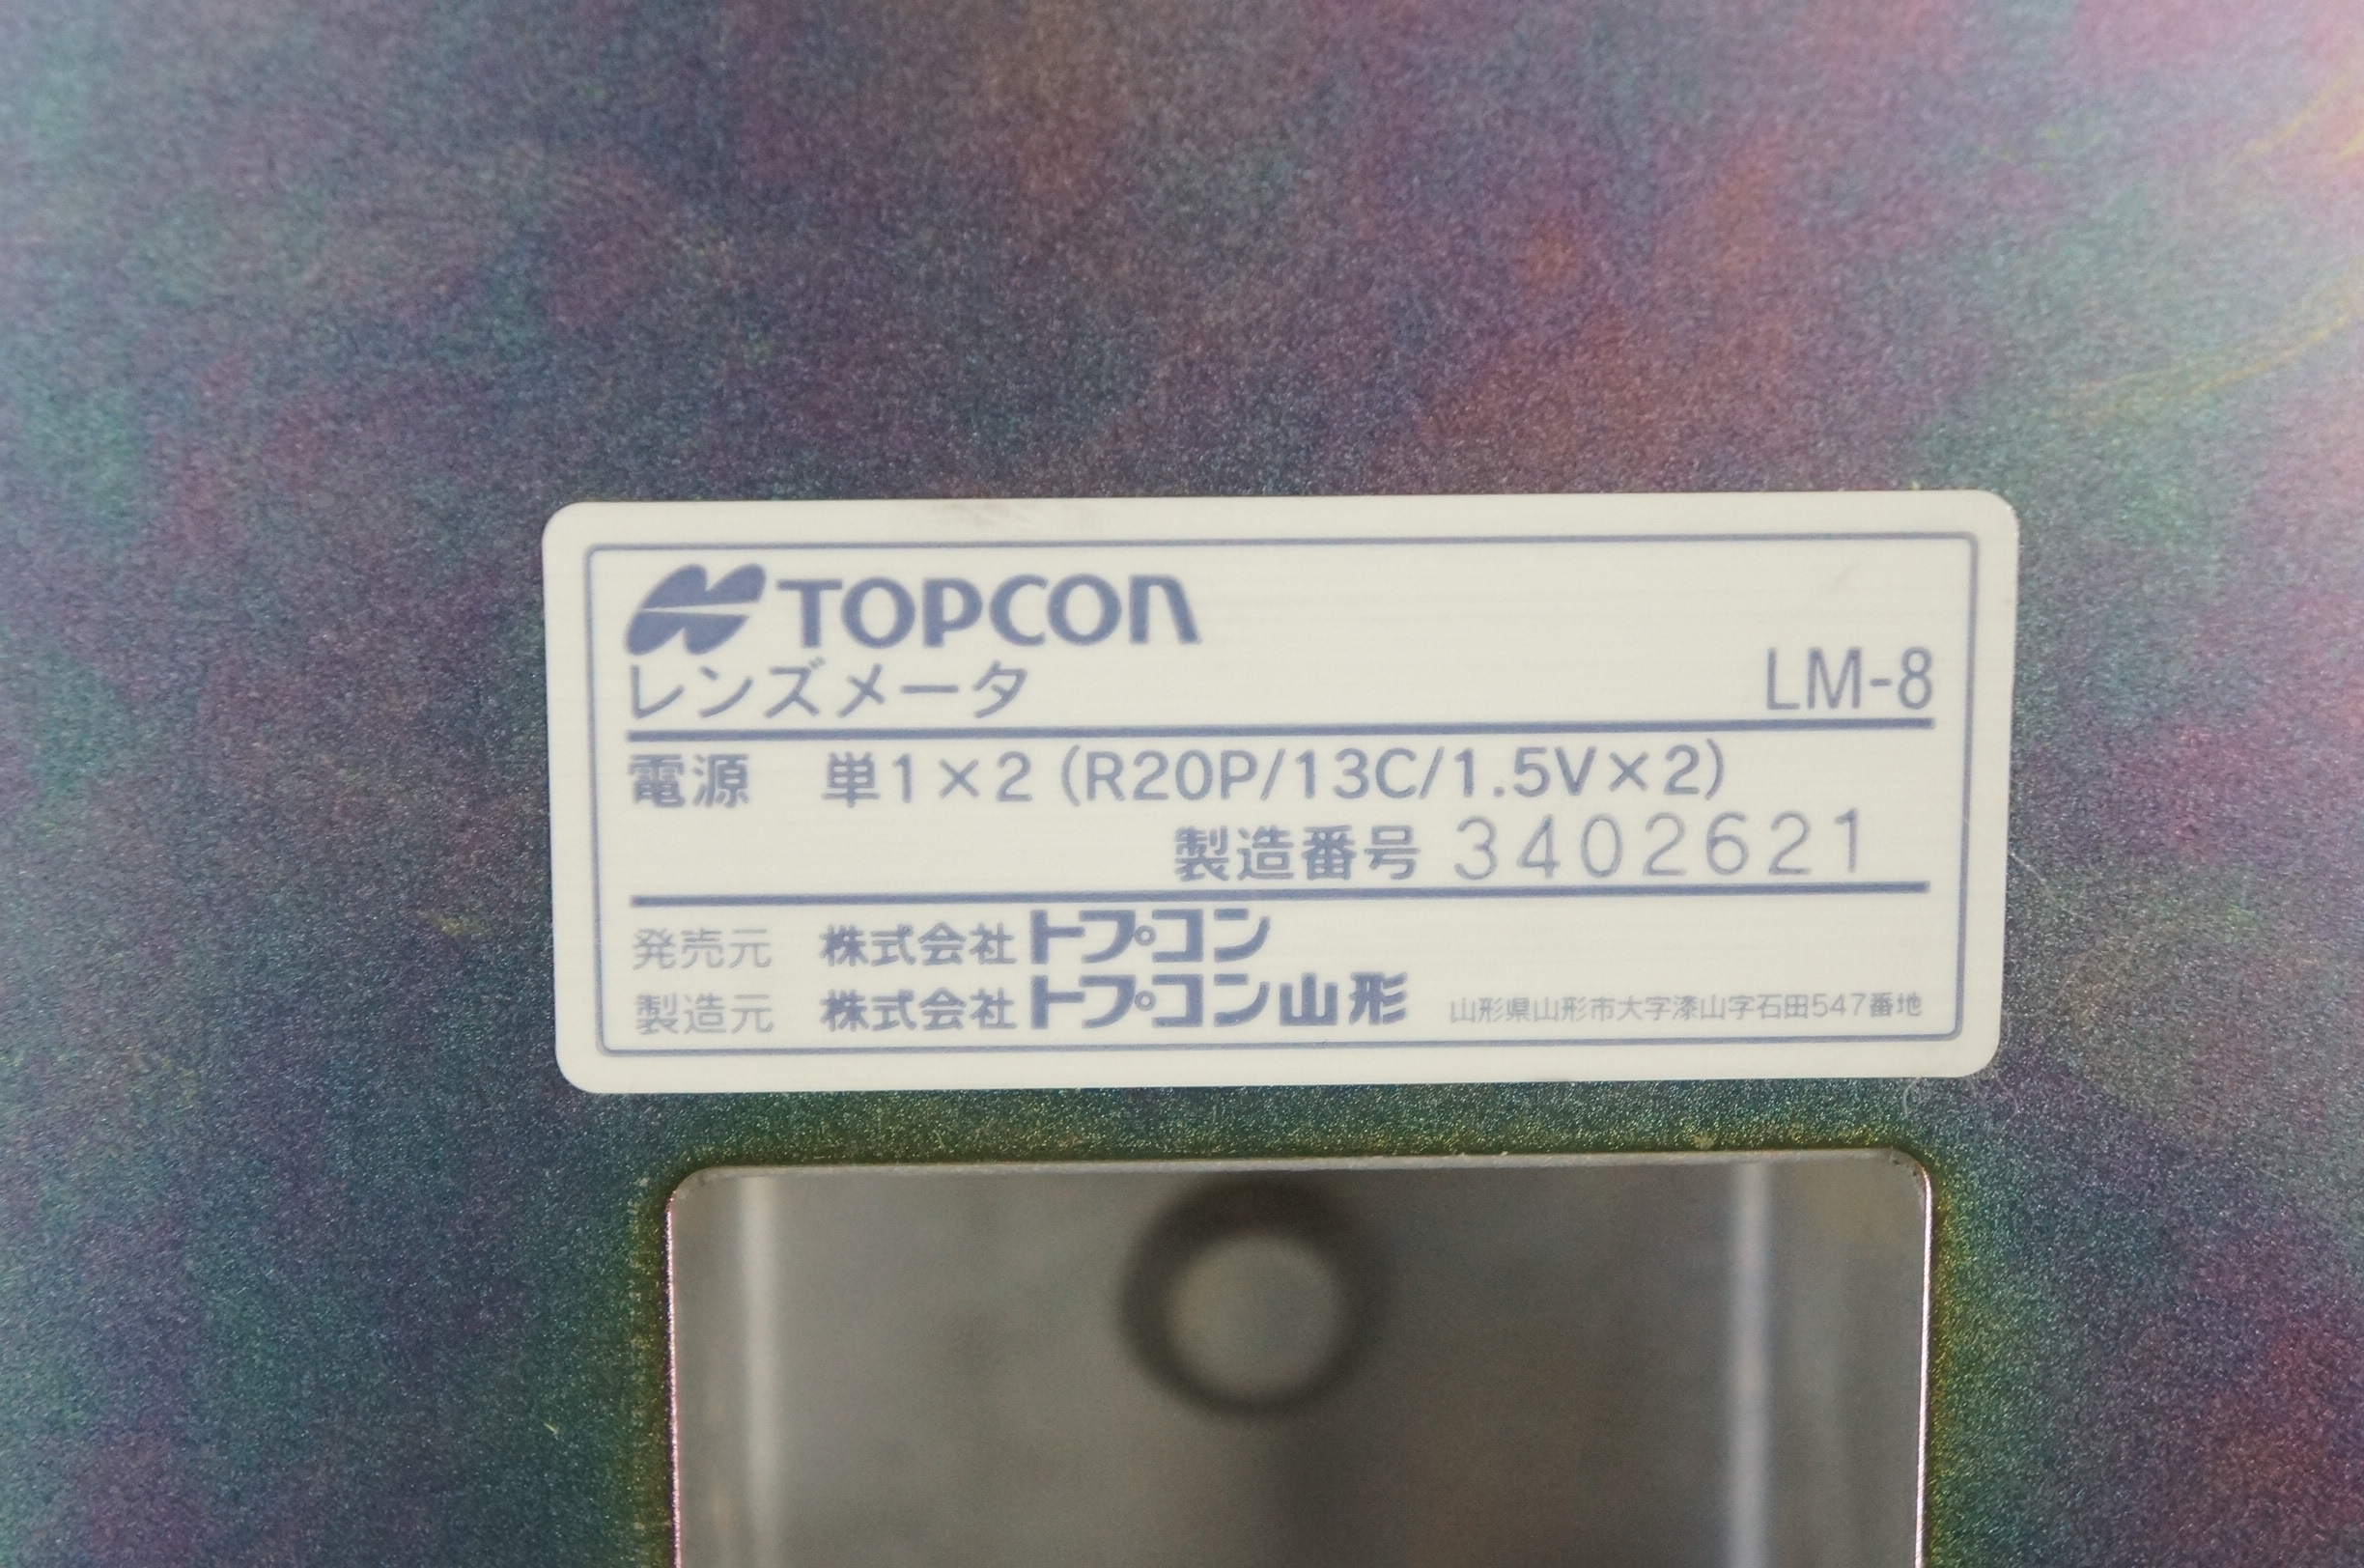 TOPCON
レンズメータ LM-8
電源 単1×2 (R20P/13C/1.5V×2)
製造番号 3402621
発売元 株式会社トプコン
製造元 株式会社トプコン山形 山形県山形市大字漆山字石田547番地